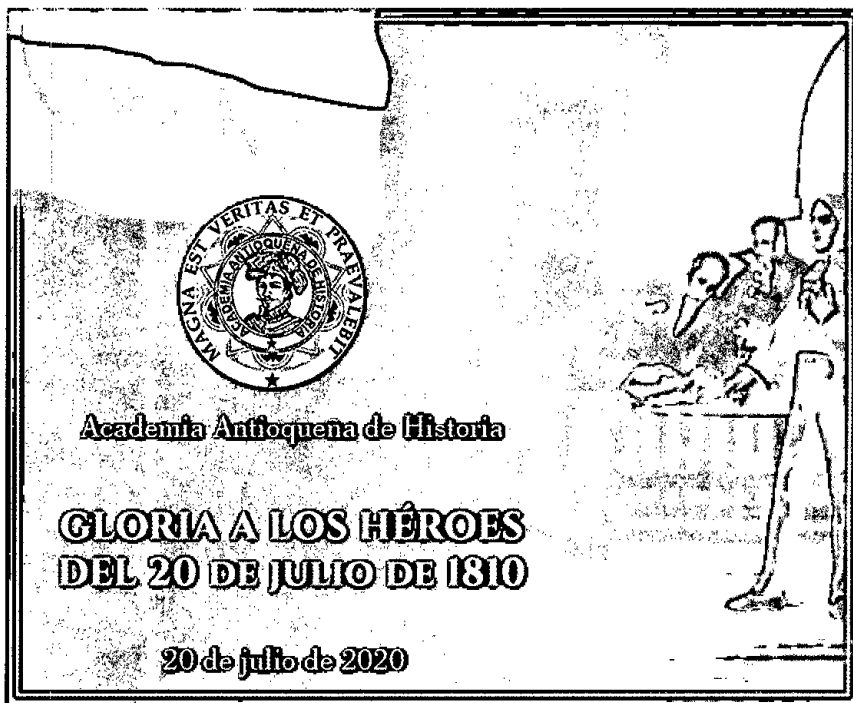 MAGNA EST VERITAS ET PRAEVALEBIT
ACADEMIA ANTIOQUEÑA DE HISTORIA
Academia Antioqueña de Historia
GLORIA A LOS HÉROES
DEL 20 DE JULIO DE 1810
20 de julio de 2020